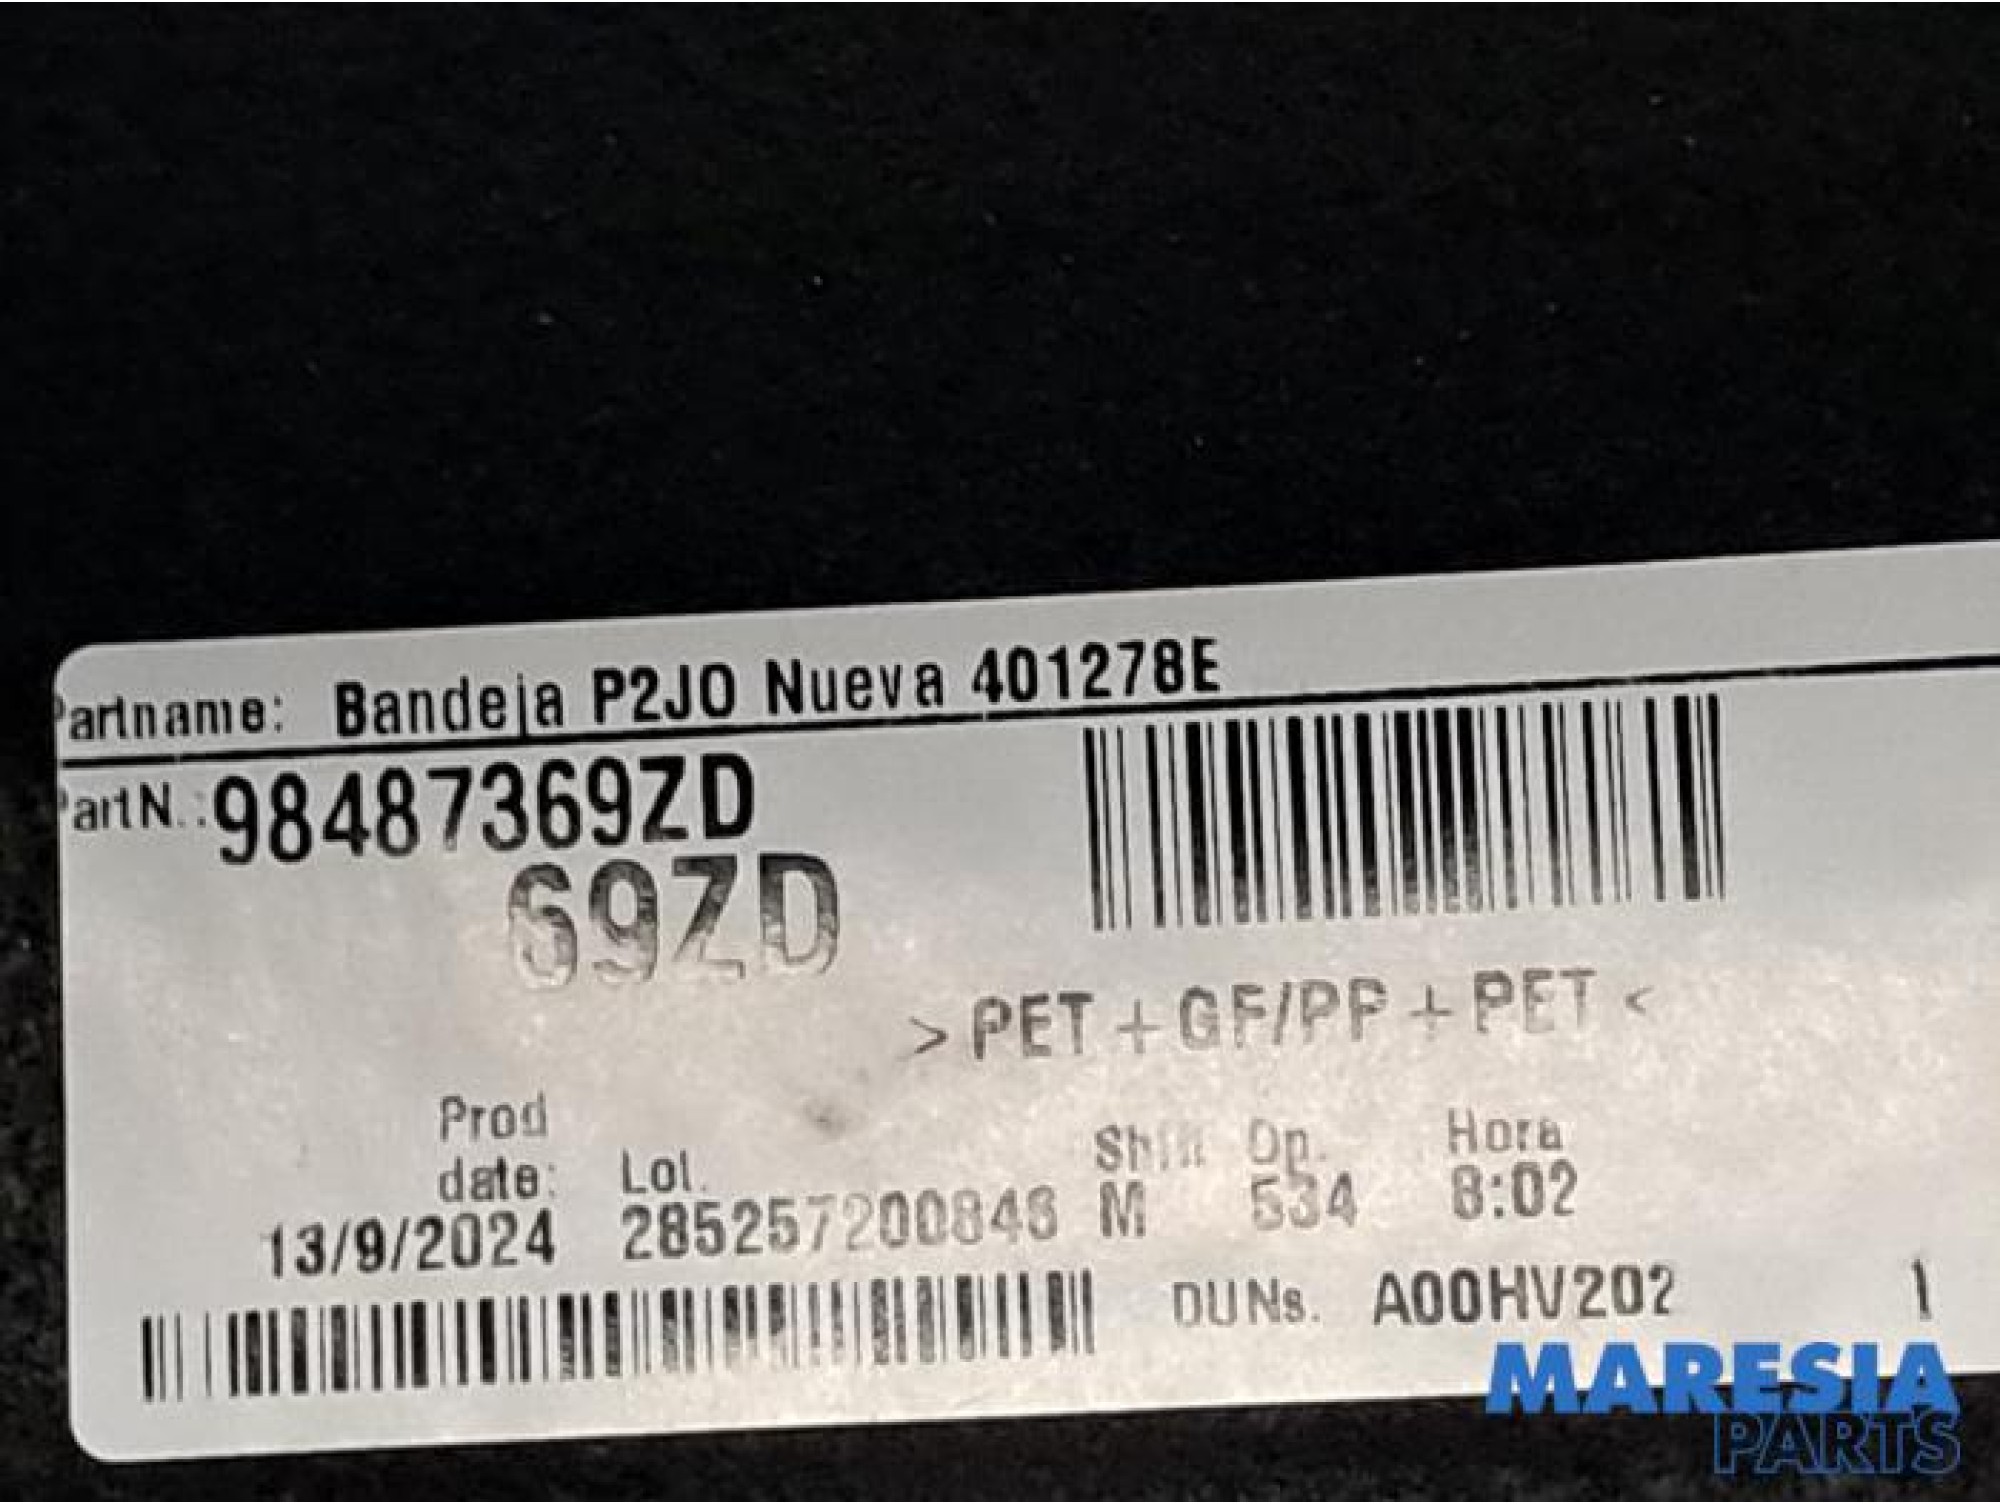 Partname: Bandeja P2JO Nueva 401278E
PartN.:98487369ZD
69ZD
> PET + GF/PP + PET <
Prod
date: Lot. Shift Op. Hora
13/9/2024 285257200848 M 534 8:02
DUNs. A00HV202 1
MARESIA
PARTS